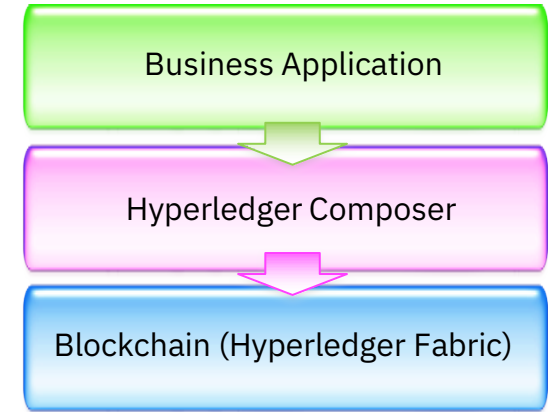 Business Application
Hyperledger Composer
Blockchain (Hyperledger Fabric)